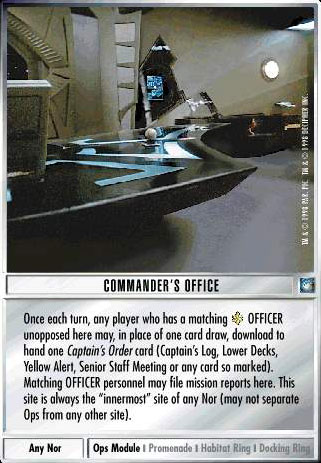 TM & © 1998 PAR. PIC. TM & © 1998 DECIPHER INC.
COMMANDER'S OFFICE
Once each turn, any player who has a matching OFFICER
unopposed here may, in place of one card draw, download to
hand one Captain's Order card (Captain's Log, Lower Decks,
Yellow Alert, Senior Staff Meeting or any card so marked).
Matching OFFICER personnel may file mission reports here. This
site is always the "innermost" site of any Nor (may not separate
Ops from any other site).
Any Nor
Ops Module | Promenade | Habitat Ring | Docking Ring